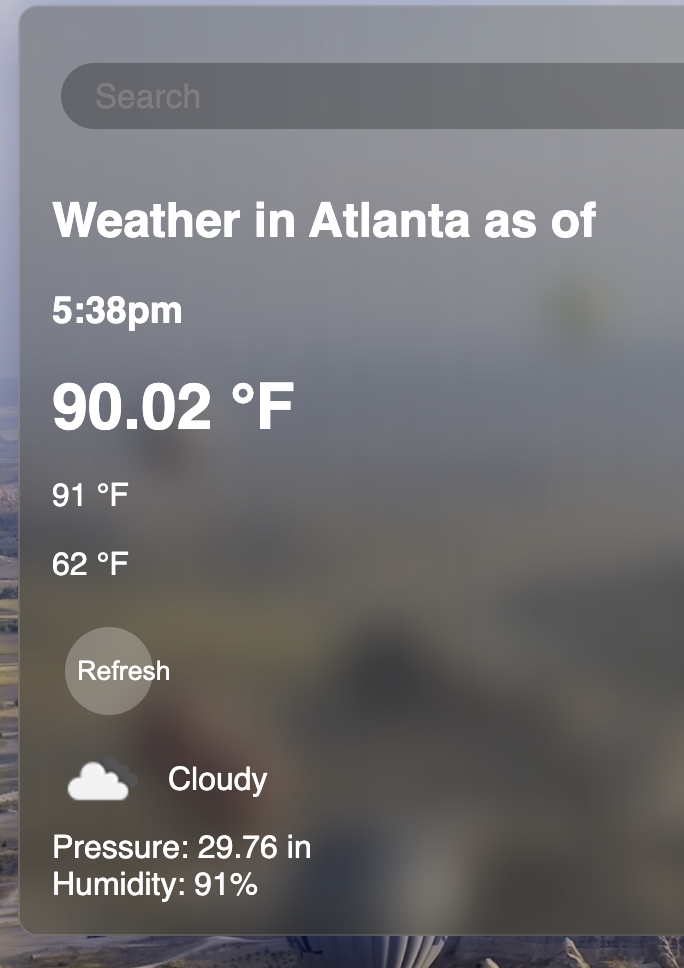 Search
Weather in Atlanta as of
5:38pm
90.02 °F
91 °F
62 °F
Refresh
Cloudy
Pressure: 29.76 in
Humidity: 91%